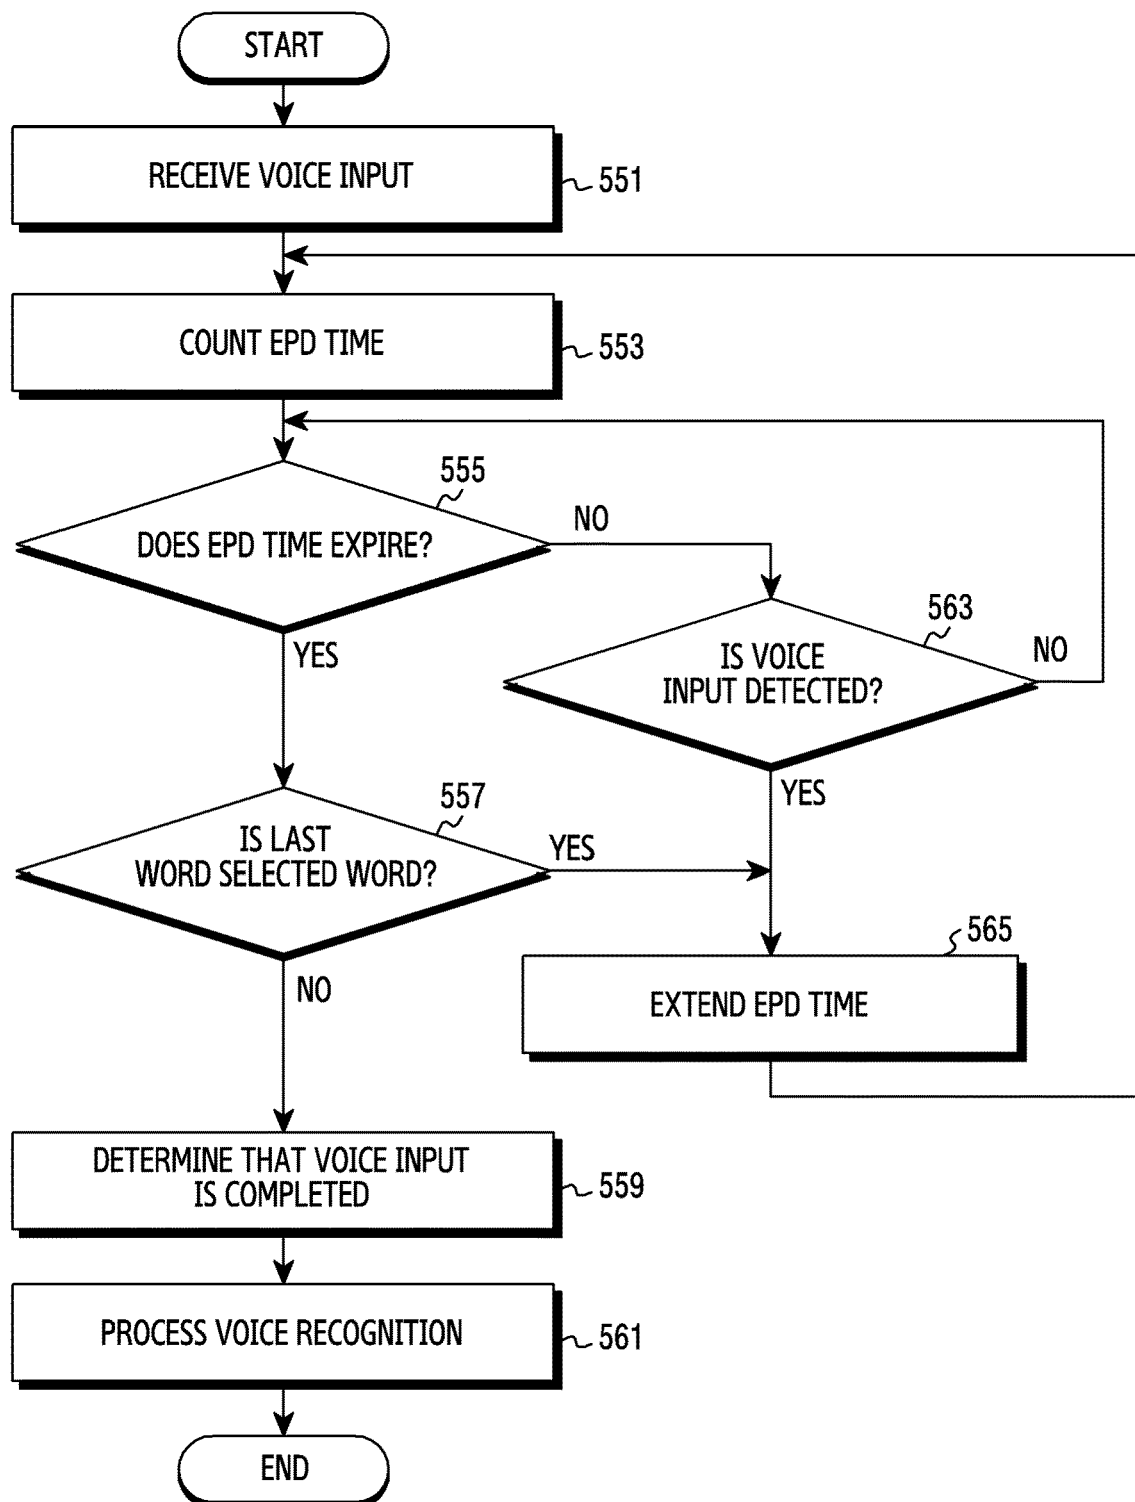 START
RECEIVE VOICE INPUT
551
COUNT EPD TIME
553
555
DOES EPD TIME EXPIRE?
NO
YES
563
IS VOICE
INPUT DETECTED?
NO
YES
557
IS LAST
WORD SELECTED WORD?
YES
NO
565
EXTEND EPD TIME
DETERMINE THAT VOICE INPUT
IS COMPLETED
559
PROCESS VOICE RECOGNITION
561
END